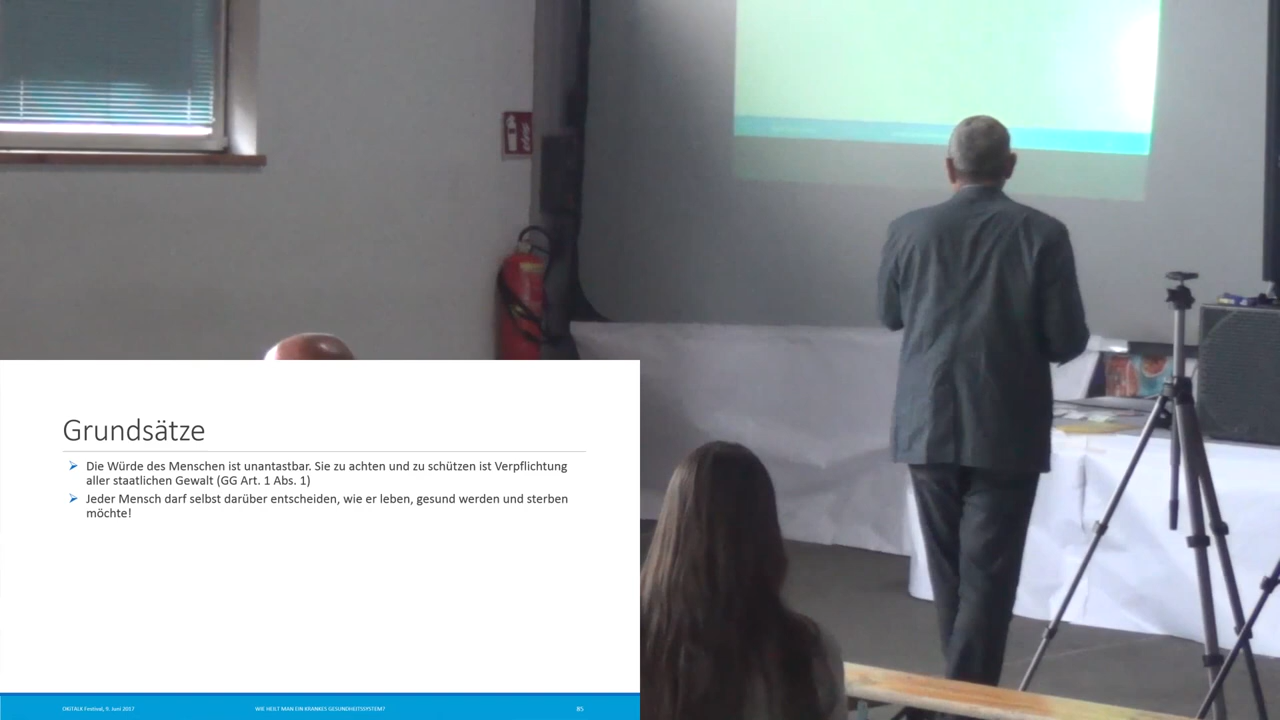 Grundsätze
Die Würde des Menschen ist unantastbar. Sie zu achten und zu schützen ist Verpflichtung
aller staatlichen Gewalt (GG Art. 1 Abs. 1)
Jeder Mensch darf selbst darüber entscheiden, wie er leben, gesund werden und sterben
möchte!
ÖKITALK Festival, 9. Juni 2017 WIE HEILT MAN EIN KRANKES GESUNDHEITSSYSTEM? 85